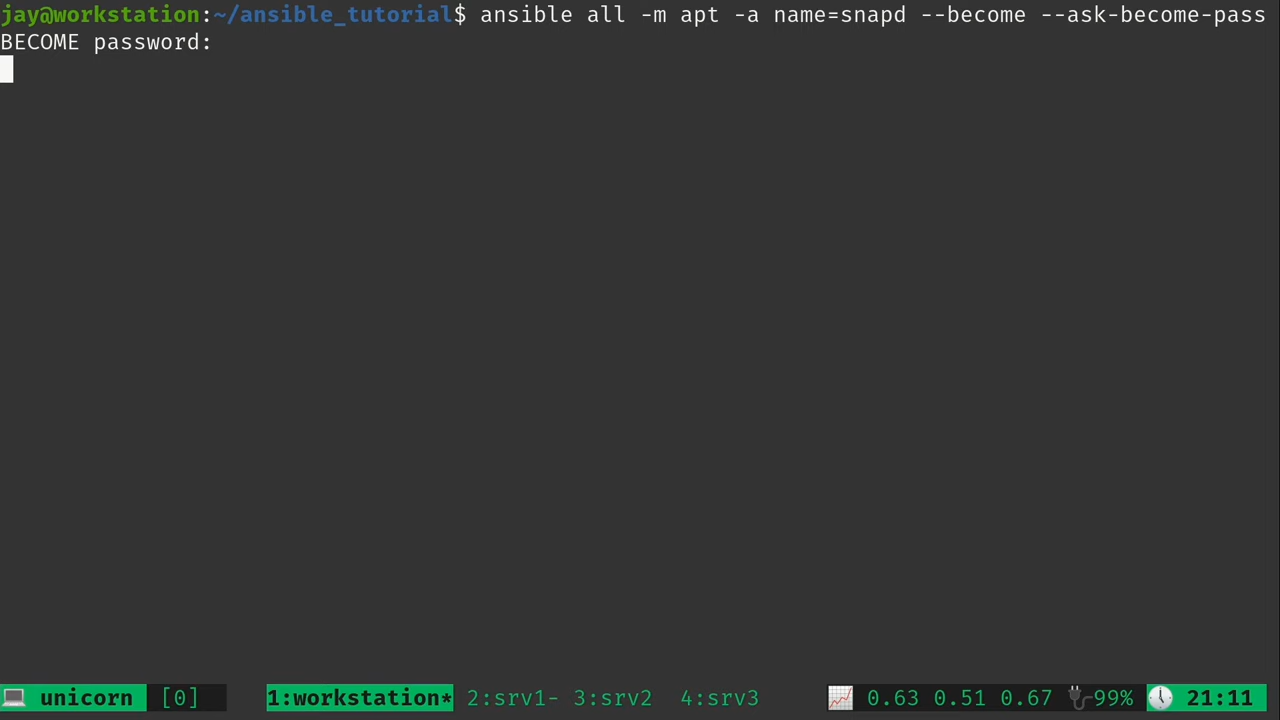 jay@workstation:~/ansible_tutorial$ ansible all -m apt -a name=snapd --become --ask-become-pass
BECOME password:
unicorn [0] 1:workstation* 2:srv1- 3:srv2 4:srv3 0.63 0.51 0.67 99% 21:11